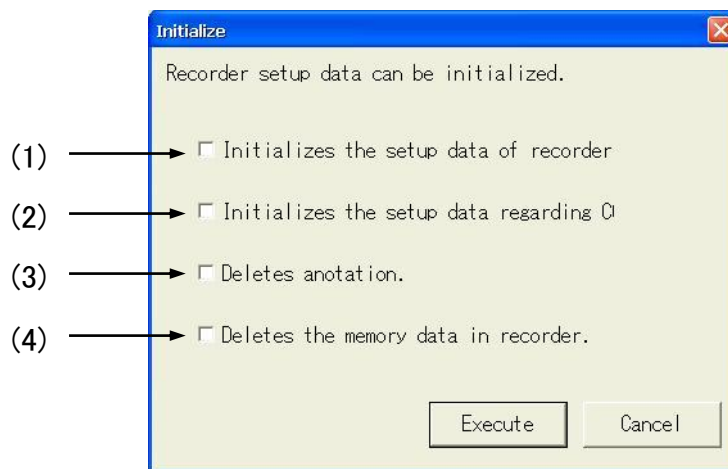 Initialize
Recorder setup data can be initialized.
(1) Initializes the setup data of recorder
(2) Initializes the setup data regarding
(3) Deletes anotation.
(4) Deletes the memory data in recorder.
Execute Cancel